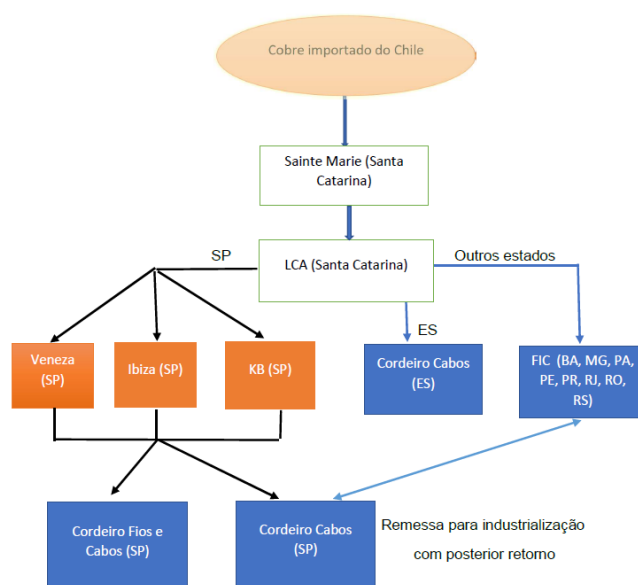 Cobre importado do Chile
Sainte Marie (Santa
Catarina)
SP
LCA (Santa Catarina)
Outros estados
ES
Veneza
(SP)
Ibiza (SP)
KB (SP)
Cordeiro Cabos
(ES)
FIC (BA, MG, PA,
PE, PR, RJ, RO,
RS)
Cordeiro Fios e
Cabos (SP)
Cordeiro Cabos
(SP)
Remessa para industrialização
com posterior retorno